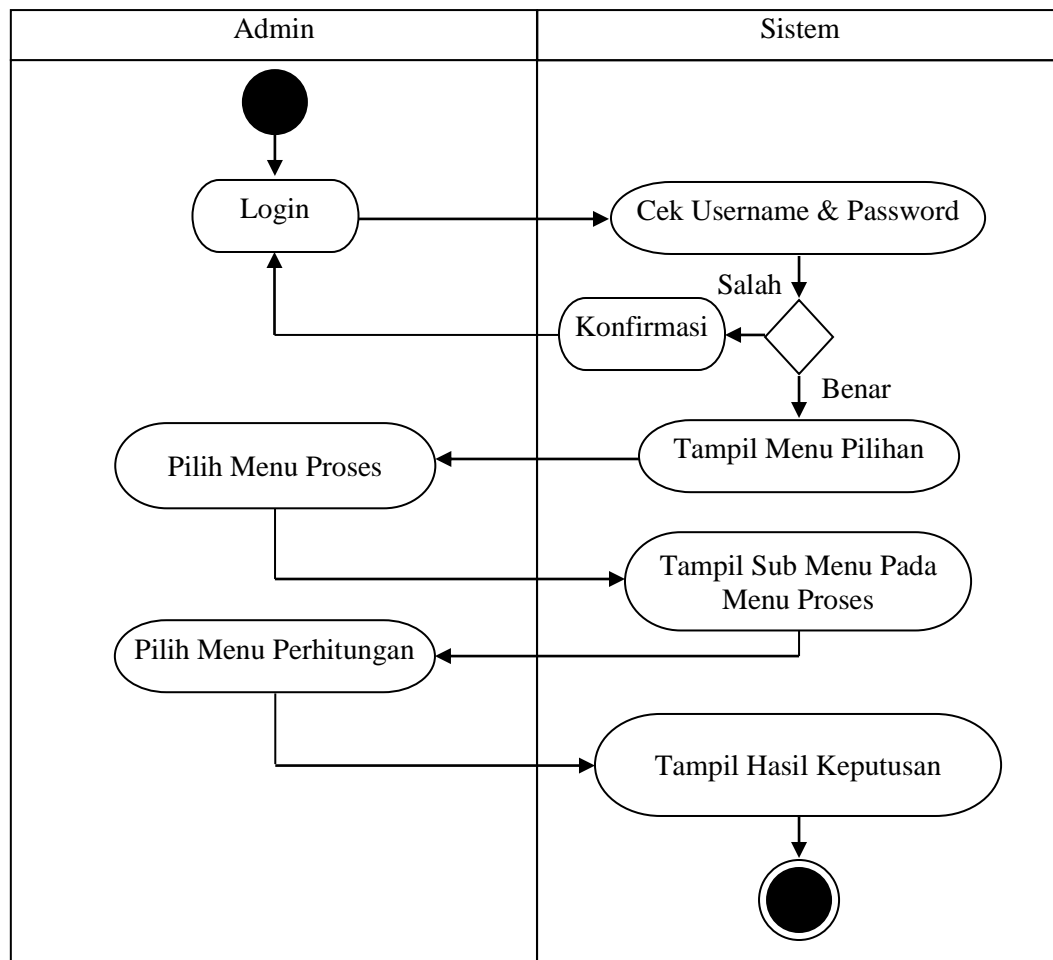 Admin
Sistem
Login
Cek Username & Password
Salah
Konfirmasi
Benar
Tampil Menu Pilihan
Pilih Menu Proses
Tampil Sub Menu Pada
Menu Proses
Pilih Menu Perhitungan
Tampil Hasil Keputusan